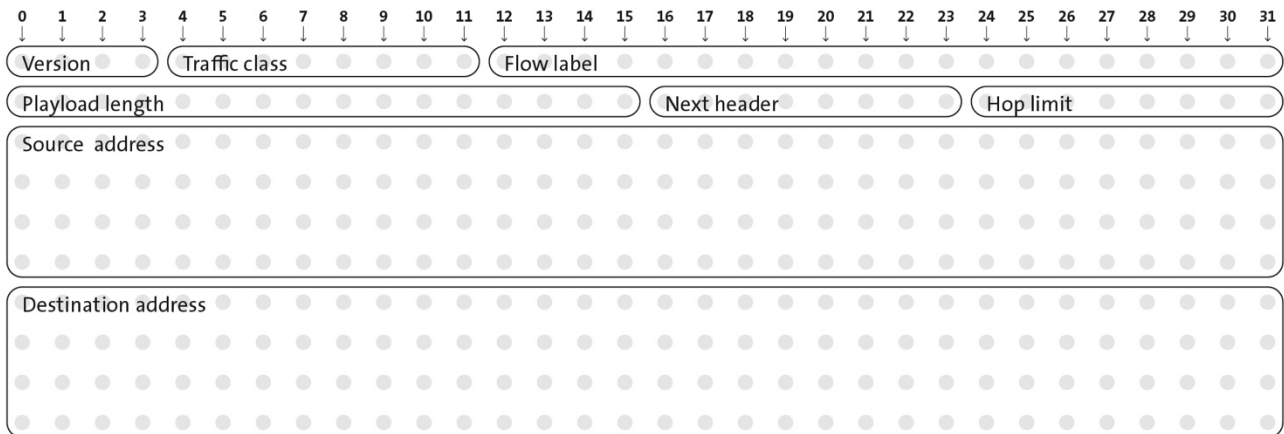 0 1 2 3 4 5 6 7 8 9 10 11 12 13 14 15 16 17 18 19 20 21 22 23 24 25 26 27 28 29 30 31
Version Traffic class Flow label
Playload length Next header Hop limit
Source address
Destination address